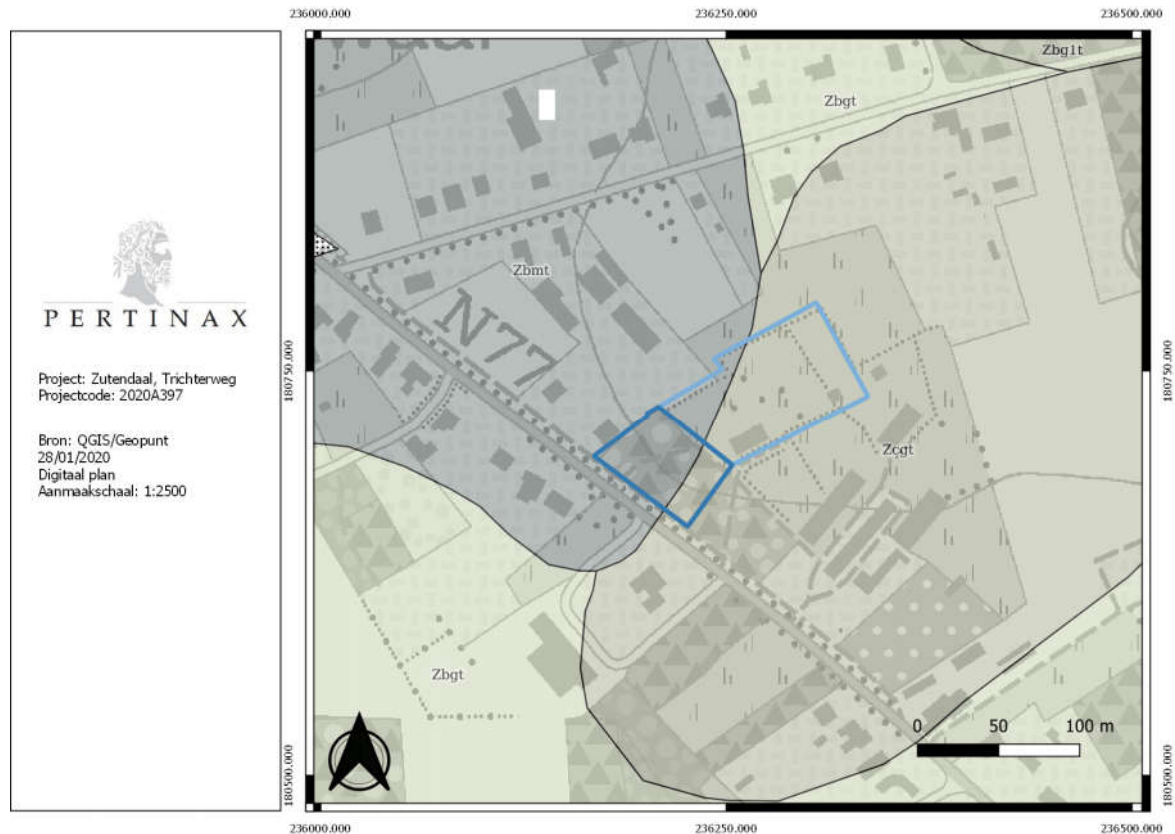 236000.000
236250.000
236500.000
PERTINAX
Project: Zutendaal, Trichterweg
Projectcode: 2020A397
Bron: QGIS/Geopunt
28/01/2020
Digitaal plan
Aanmaakschaal: 1:2500
180750.000
180500.000
Zbg1t
Zbgt
Zbmt
N77
Zcgt
Zbgt
0 50 100 m
180750.000
180500.000
236000.000
236250.000
236500.000